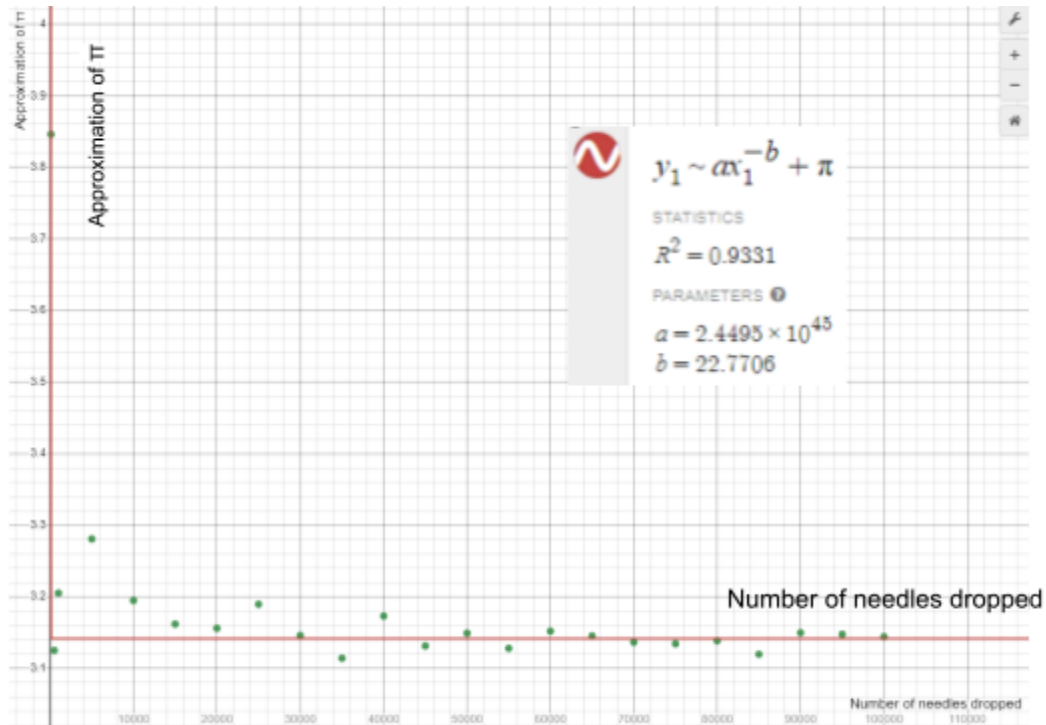 Approximation of π
Approximation of π
4
3.9
3.8
3.7
3.6
3.5
3.4
3.3
3.2
3.1
y₁ ~ ax₁⁻ᵇ + π
STATISTICS
R² = 0.9331
PARAMETERS
a = 2.4495 × 10⁴⁵
b = 22.7706
Number of needles dropped
Number of needles dropped
10000 20000 30000 40000 50000 60000 70000 80000 90000 100000 110000